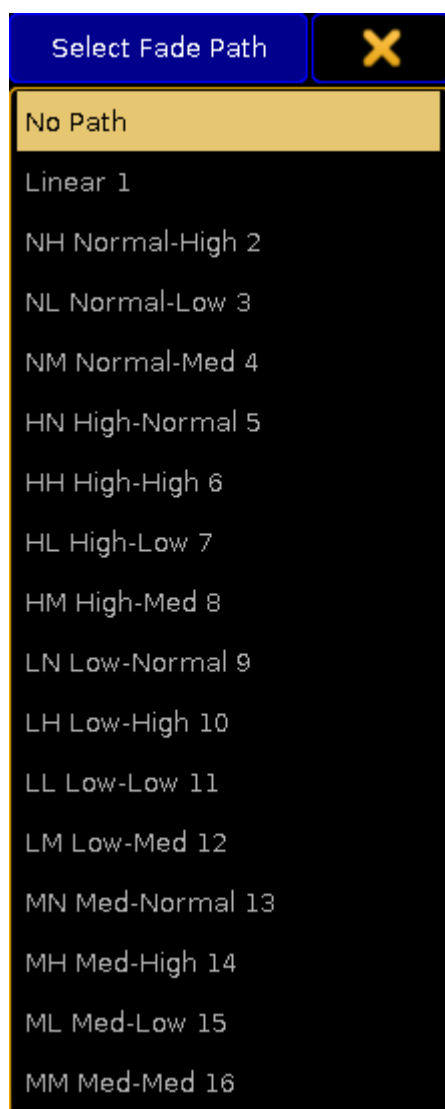 Select Fade Path
No Path
Linear 1
NH Normal-High 2
NL Normal-Low 3
NM Normal-Med 4
HN High-Normal 5
HH High-High 6
HL High-Low 7
HM High-Med 8
LN Low-Normal 9
LH Low-High 10
LL Low-Low 11
LM Low-Med 12
MN Med-Normal 13
MH Med-High 14
ML Med-Low 15
MM Med-Med 16